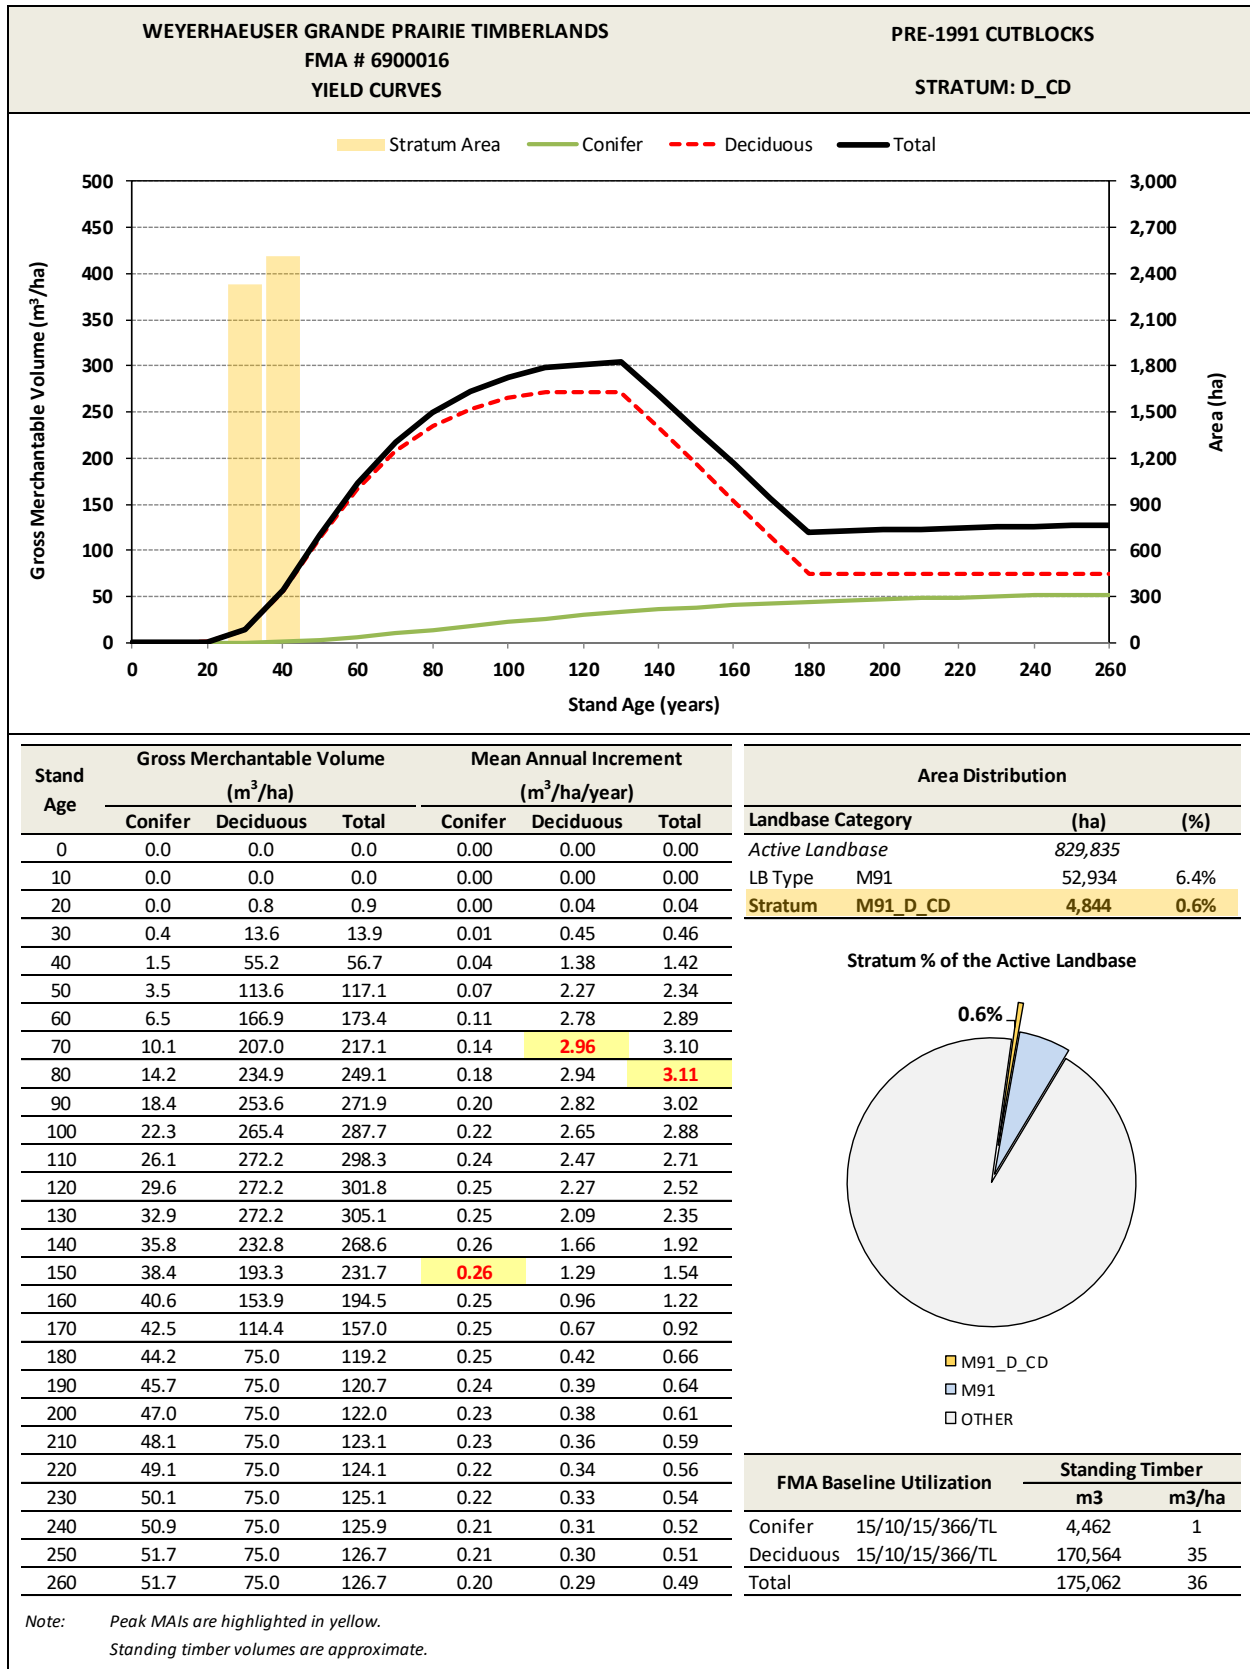 WEYERHAEUSER GRANDE PRAIRIE TIMBERLANDS
FMA # 6900016
YIELD CURVES
PRE-1991 CUTBLOCKS
STRATUM: D_CD
Stratum Area Conifer Deciduous Total
Gross Merchantable Volume (m³/ha)
500
450
400
350
300
250
200
150
100
50
0
3,000
2,700
2,400
2,100
1,800
1,500
1,200
900
600
300
0
Area (ha)
0 20 40 60 80 100 120 140 160 180 200 220 240 260
Stand Age (years)
Stand Age Gross Merchantable Volume (m³/ha) Mean Annual Increment (m³/ha/year)
Conifer Deciduous Total Conifer Deciduous Total
0 0.0 0.0 0.0 0.00 0.00 0.00
10 0.0 0.0 0.0 0.00 0.00 0.00
20 0.0 0.8 0.9 0.00 0.04 0.04
30 0.4 13.6 13.9 0.01 0.45 0.46
40 1.5 55.2 56.7 0.04 1.38 1.42
50 3.5 113.6 117.1 0.07 2.27 2.34
60 6.5 166.9 173.4 0.11 2.78 2.89
70 10.1 207.0 217.1 0.14 2.96 3.10
80 14.2 234.9 249.1 0.18 2.94 3.11
90 18.4 253.6 271.9 0.20 2.82 3.02
100 22.3 265.4 287.7 0.22 2.65 2.88
110 26.1 272.2 298.3 0.24 2.47 2.71
120 29.6 272.2 301.8 0.25 2.27 2.52
130 32.9 272.2 305.1 0.25 2.09 2.35
140 35.8 232.8 268.6 0.26 1.66 1.92
150 38.4 193.3 231.7 0.26 1.29 1.54
160 40.6 153.9 194.5 0.25 0.96 1.22
170 42.5 114.4 157.0 0.25 0.67 0.92
180 44.2 75.0 119.2 0.25 0.42 0.66
190 45.7 75.0 120.7 0.24 0.39 0.64
200 47.0 75.0 122.0 0.23 0.38 0.61
210 48.1 75.0 123.1 0.23 0.36 0.59
220 49.1 75.0 124.1 0.22 0.34 0.56
230 50.1 75.0 125.1 0.22 0.33 0.54
240 50.9 75.0 125.9 0.21 0.31 0.52
250 51.7 75.0 126.7 0.21 0.30 0.51
260 51.7 75.0 126.7 0.20 0.29 0.49
Note: Peak MAIs are highlighted in yellow.
Standing timber volumes are approximate.
Area Distribution
Landbase Category (ha) (%)
Active Landbase 829,835
LB Type M91 52,934 6.4%
Stratum M91_D_CD 4,844 0.6%
Stratum % of the Active Landbase
0.6%
M91_D_CD
M91
OTHER
FMA Baseline Utilization Standing Timber
m3 m3/ha
Conifer 15/10/15/366/TL 4,462 1
Deciduous 15/10/15/366/TL 170,564 35
Total 175,062 36